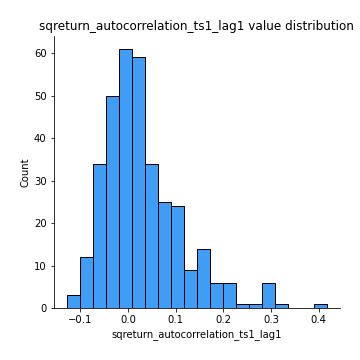 sqreturn_autocorrelation_ts1_lag1 value distribution
60
50
40
30
20
10
0
Count
−0.1 0.0 0.1 0.2 0.3 0.4
sqreturn_autocorrelation_ts1_lag1